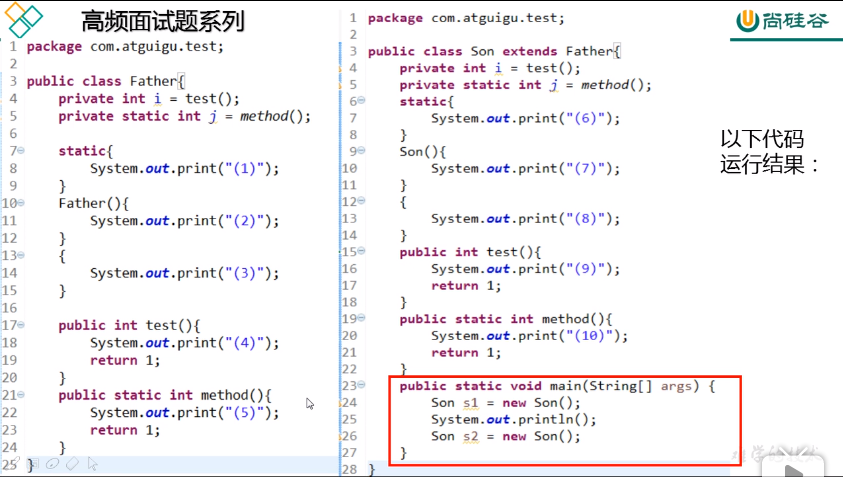 高频面试题系列
尚硅谷
1 package com.atguigu.test;
2
3 public class Father{
4 private int i = test();
5 private static int j = method();
6
7 static{
8 System.out.print("(1)");
9 }
10 Father(){
11 System.out.print("(2)");
12 }
13 {
14 System.out.print("(3)");
15 }
16
17 public int test(){
18 System.out.print("(4)");
19 return 1;
20 }
21 public static int method(){
22 System.out.print("(5)");
23 return 1;
24 }
25 }
1 package com.atguigu.test;
2
3 public class Son extends Father{
4 private int i = test();
5 private static int j = method();
6 static{
7 System.out.print("(6)");
8 }
9 Son(){
10 System.out.print("(7)");
11 }
12 {
13 System.out.print("(8)");
14 }
15 public int test(){
16 System.out.print("(9)");
17 return 1;
18 }
19 public static int method(){
20 System.out.print("(10)");
21 return 1;
22 }
23 public static void main(String[] args) {
24 Son s1 = new Son();
25 System.out.println();
26 Son s2 = new Son();
27 }
28 }
以下代码
运行结果：